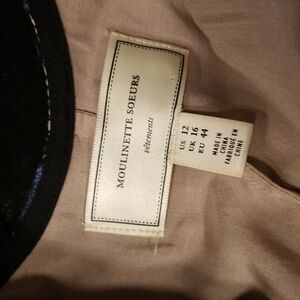 MOULINETTE SOEURS
vêtements
US 12
UK 16
EU 44
MADE IN
CHINA
FABRIQUÉ EN
CHINE